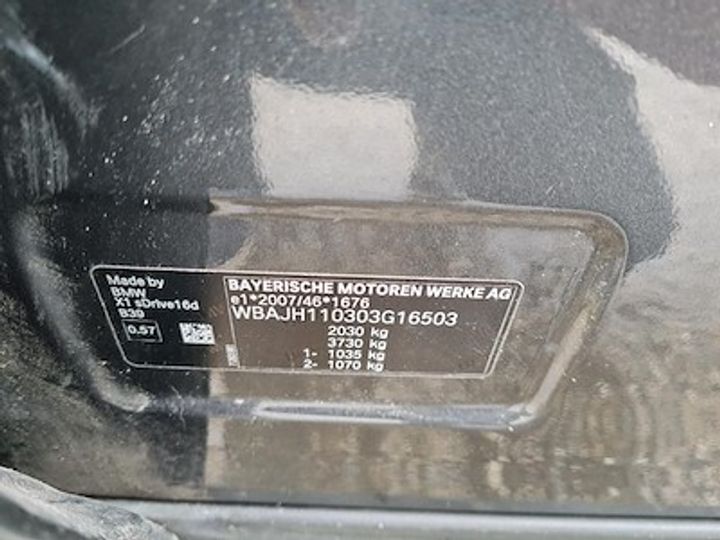 Made by
BMW
X1 sDrive16d
B39
0.57
BAYERISCHE MOTOREN WERKE AG
e1*2007/46*1676
WBAJH110303G16503
2030 kg
3730 kg
1- 1035 kg
2- 1070 kg